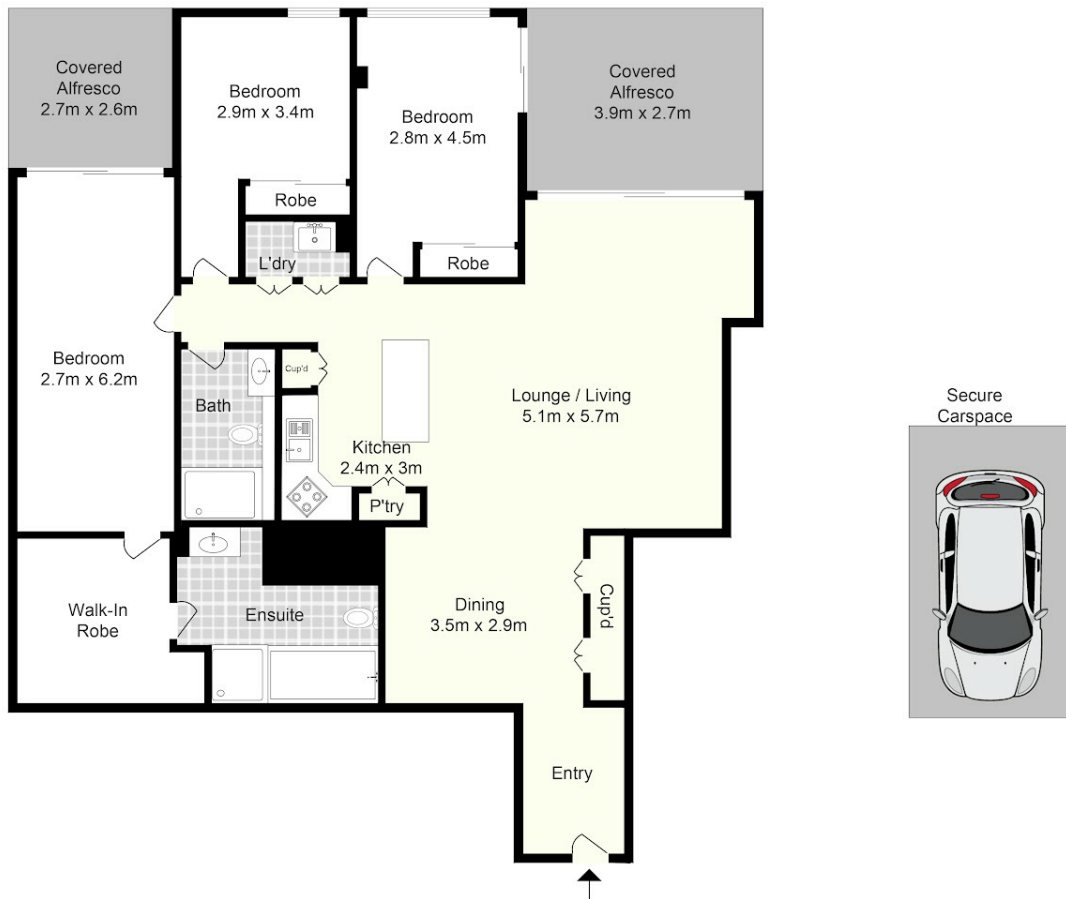 Covered
Alfresco
2.7m x 2.6m
Bedroom
2.9m x 3.4m
Bedroom
2.8m x 4.5m
Covered
Alfresco
3.9m x 2.7m
Robe
L'dry
Robe
Bedroom
2.7m x 6.2m
Bath
Cup'd
Kitchen
2.4m x 3m
P'try
Lounge / Living
5.1m x 5.7m
Secure
Carspace
Walk-In
Robe
Ensuite
Dining
3.5m x 2.9m
Cup'd
Entry